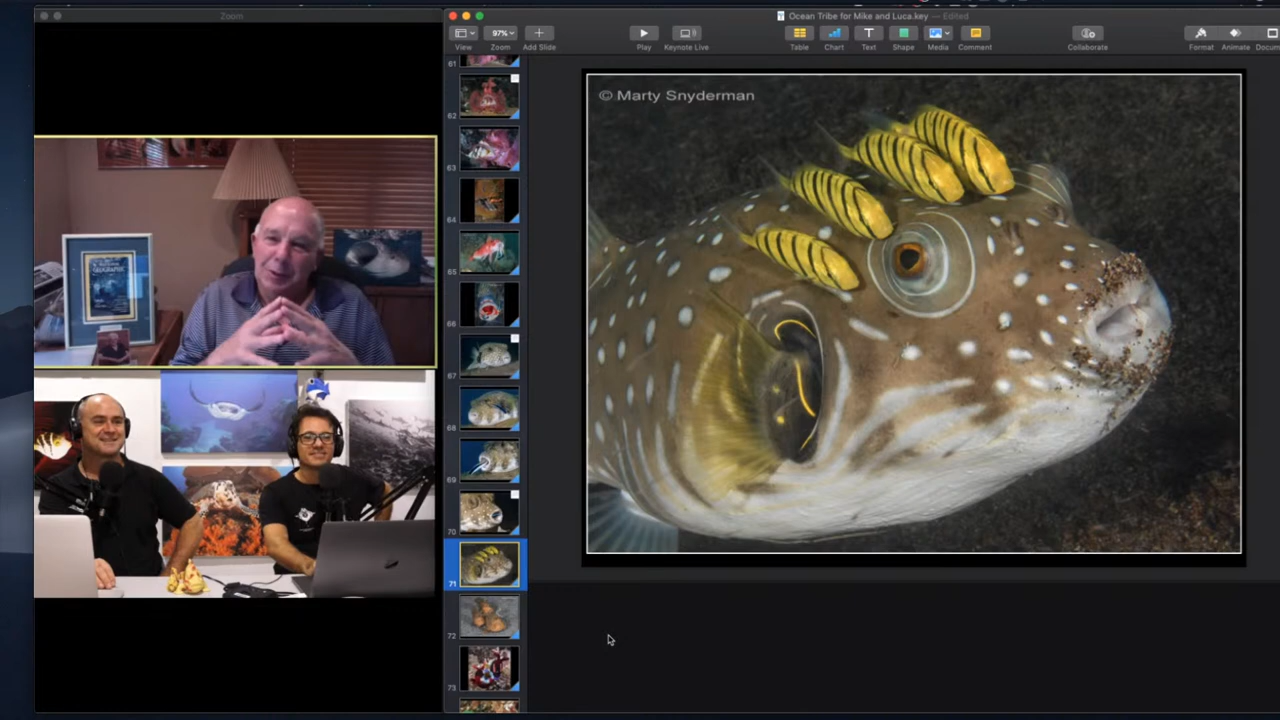 Zoom
Ocean Tribe for Mike and Luca.key — Edited
97%
View
Zoom
Add Slide
Play
Keynote Live
Table
Chart
Text
Shape
Media
Comment
Collaborate
Format
Animate
Docum
61
62
63
64
65
66
67
68
69
70
71
72
73
© Marty Snyderman
GEOGRAPHIC